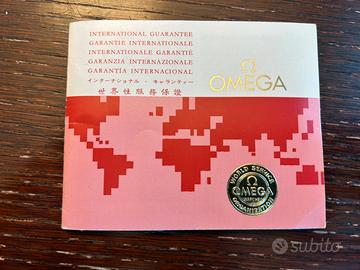 INTERNATIONAL GUARANTEE
GARANTIE INTERNATIONALE
INTERNATIONALE GARANTIE
GARANZIA INTERNAZIONALE
GARANTÍA INTERNACIONAL
インターナショナル・ギャランティー
世界性服務保證
Ω
OMEGA
WORLD SERVICE
Ω
OMEGA
WATCHES
ORGANISATION
subito